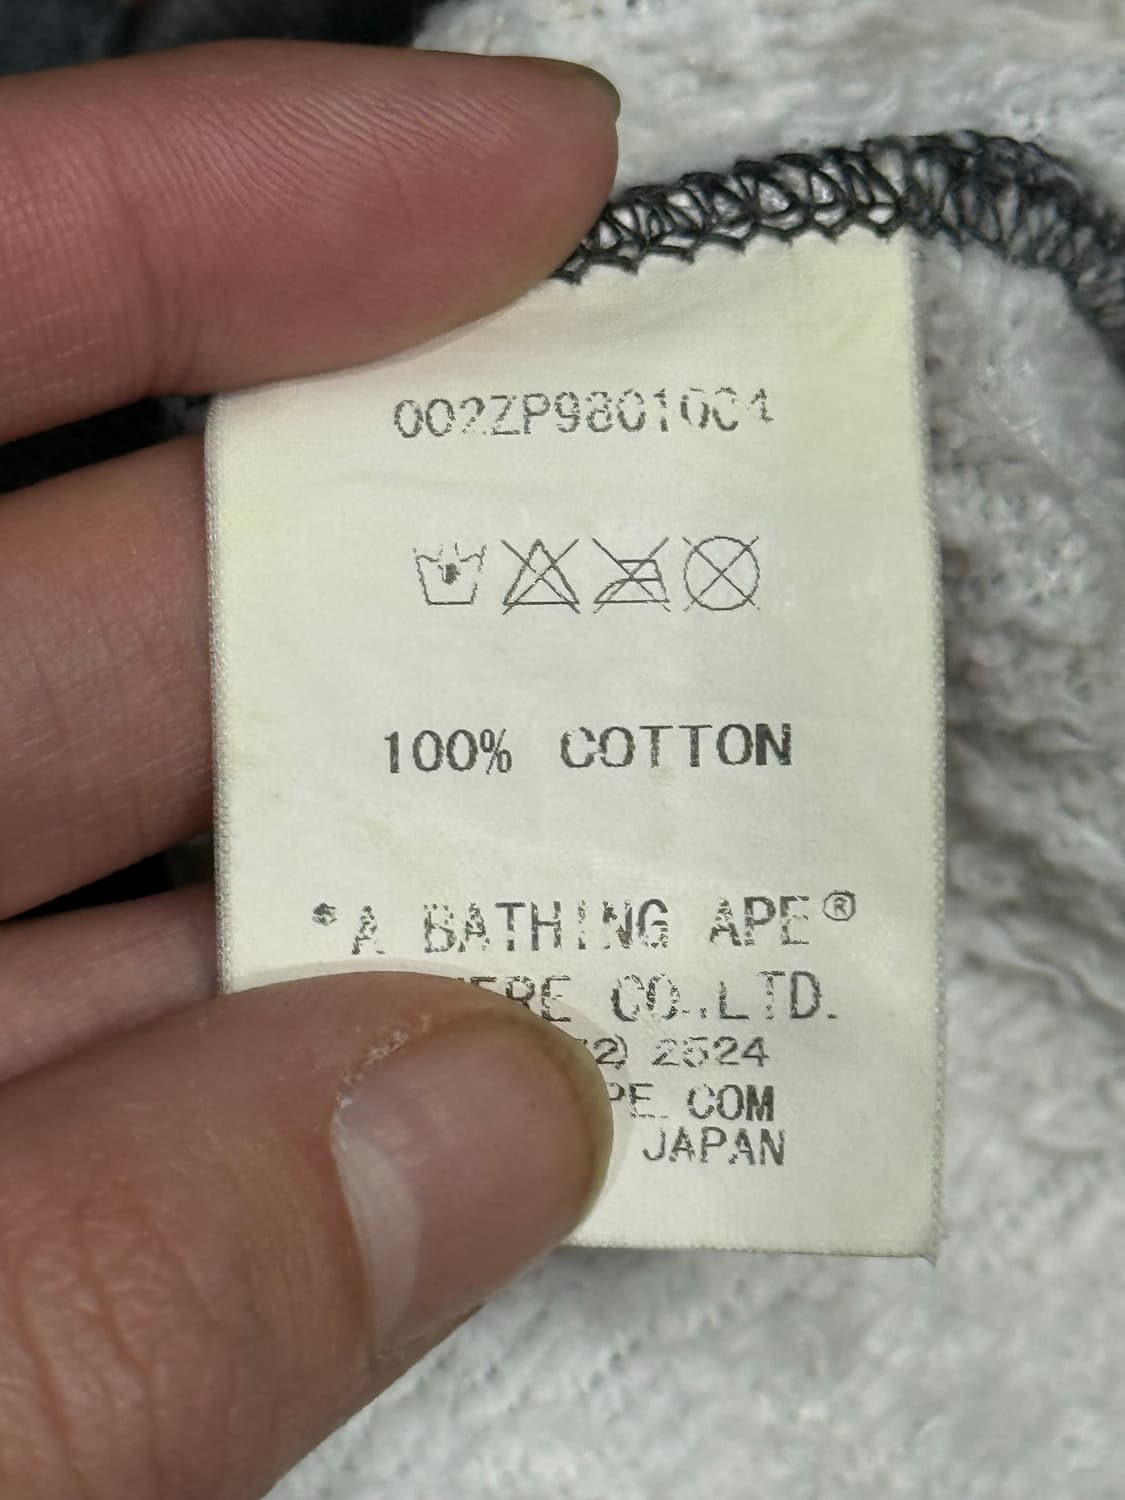 002ZP9801004
100% COTTON
*A BATHING APE®
CO.,LTD.
2524
COM
JAPAN